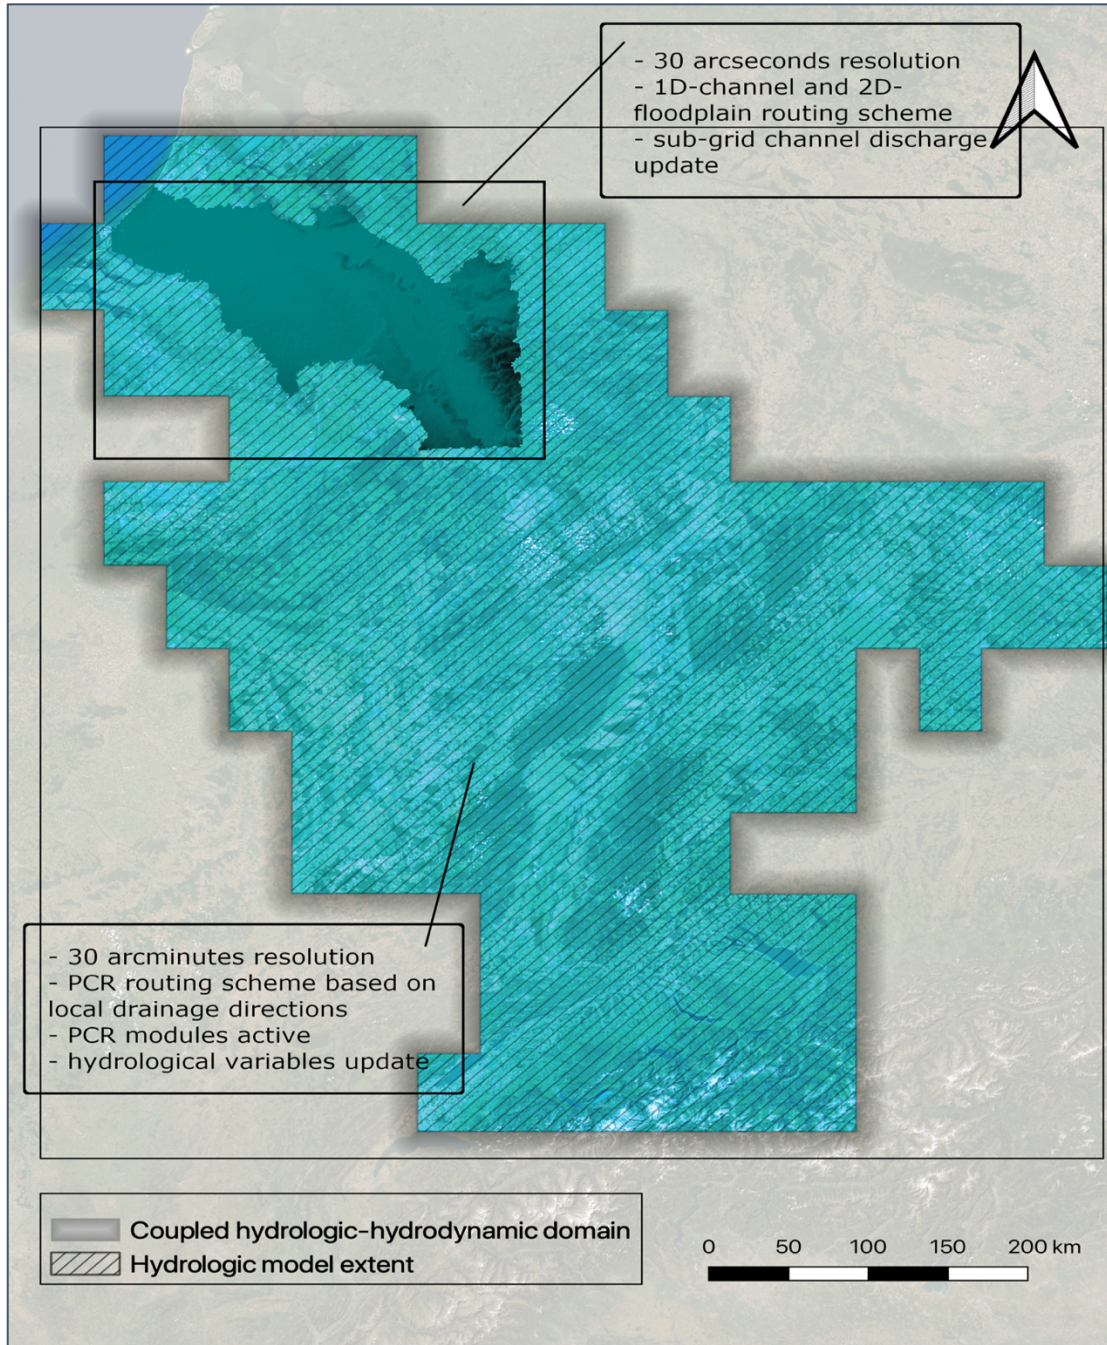 - 30 arcseconds resolution
- 1D-channel and 2D-
floodplain routing scheme
- sub-grid channel discharge
update
- 30 arcminutes resolution
- PCR routing scheme based on
local drainage directions
- PCR modules active
- hydrological variables update
Coupled hydrologic-hydrodynamic domain
Hydrologic model extent
0 50 100 150 200 km